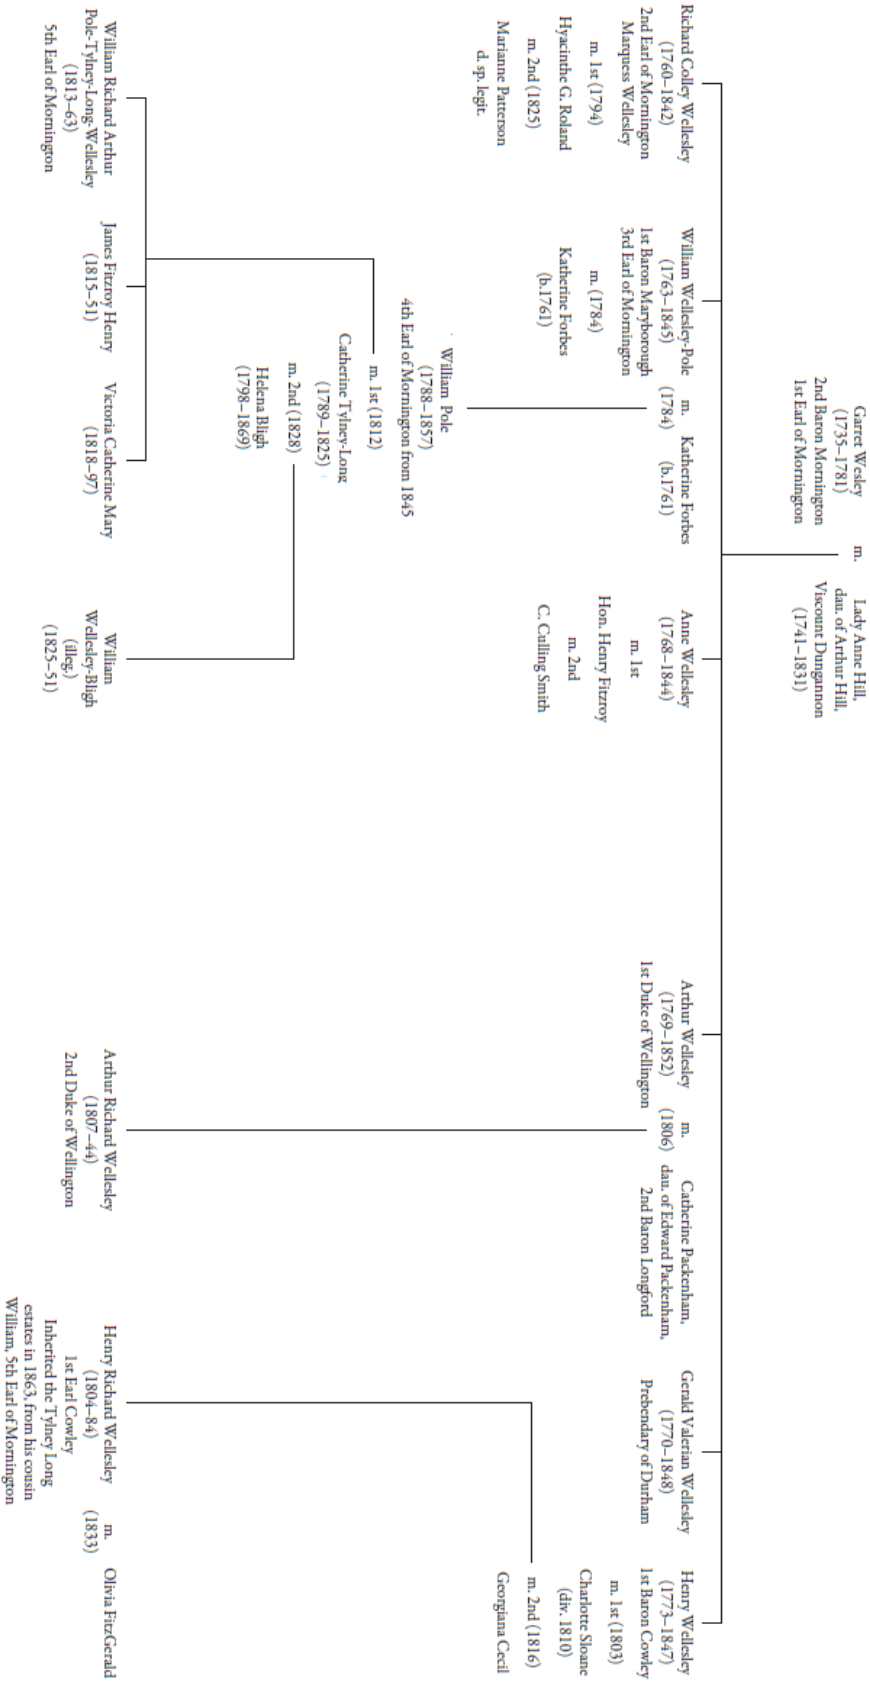 Garret Wesley
(1735–1781)
2nd Baron Mornington
1st Earl of Mornington
m.
Lady Anne Hill,
dau. of Arthur Hill,
Viscount Dungannon
(1741–1831)
Richard Colley Wellesley
(1760–1842)
2nd Earl of Mornington
Marquess Wellesley
m. 1st (1794)
Hyacinthe G. Roland
m. 2nd (1825)
Marianne Patterson
d. sp. legit.
William Wellesley-Pole
(1763–1845)
1st Baron Maryborough
3rd Earl of Mornington
m. (1784)
Katherine Forbes
(b.1761)
m.
(1784)
Katherine Forbes
(b.1761)
Anne Wellesley
(1768–1844)
m. 1st
Hon. Henry Fitzroy
m. 2nd
C. Culling Smith
Arthur Wellesley
(1769–1852)
1st Duke of Wellington
m.
(1806)
Catherine Packenham,
dau. of Edward Packenham,
2nd Baron Longford
Gerald Valerian Wellesley
(1770–1848)
Prebendary of Durham
Henry Wellesley
(1773–1847)
1st Baron Cowley
m. 1st (1803)
Charlotte Sloane
(div. 1810)
m. 2nd (1816)
Georgiana Cecil
William Pole
(1788–1857)
4th Earl of Mornington from 1845
m. 1st (1812)
Catherine Tylney-Long
(1789–1825)
m. 2nd (1828)
Helena Bligh
(1798–1869)
William Richard Arthur
Pole-Tylney-Long-Wellesley
(1813–63)
5th Earl of Mornington
James Fitzroy Henry
(1815–51)
Victoria Catherine Mary
(1818–97)
William
Wellesley-Bligh
(illeg.)
(1825–51)
Arthur Richard Wellesley
(1807–44)
2nd Duke of Wellington
Henry Richard Wellesley
(1804–84)
1st Earl Cowley
Inherited the Tylney Long
estates in 1863, from his cousin
William, 5th Earl of Mornington
m.
(1833)
Olivia FitzGerald